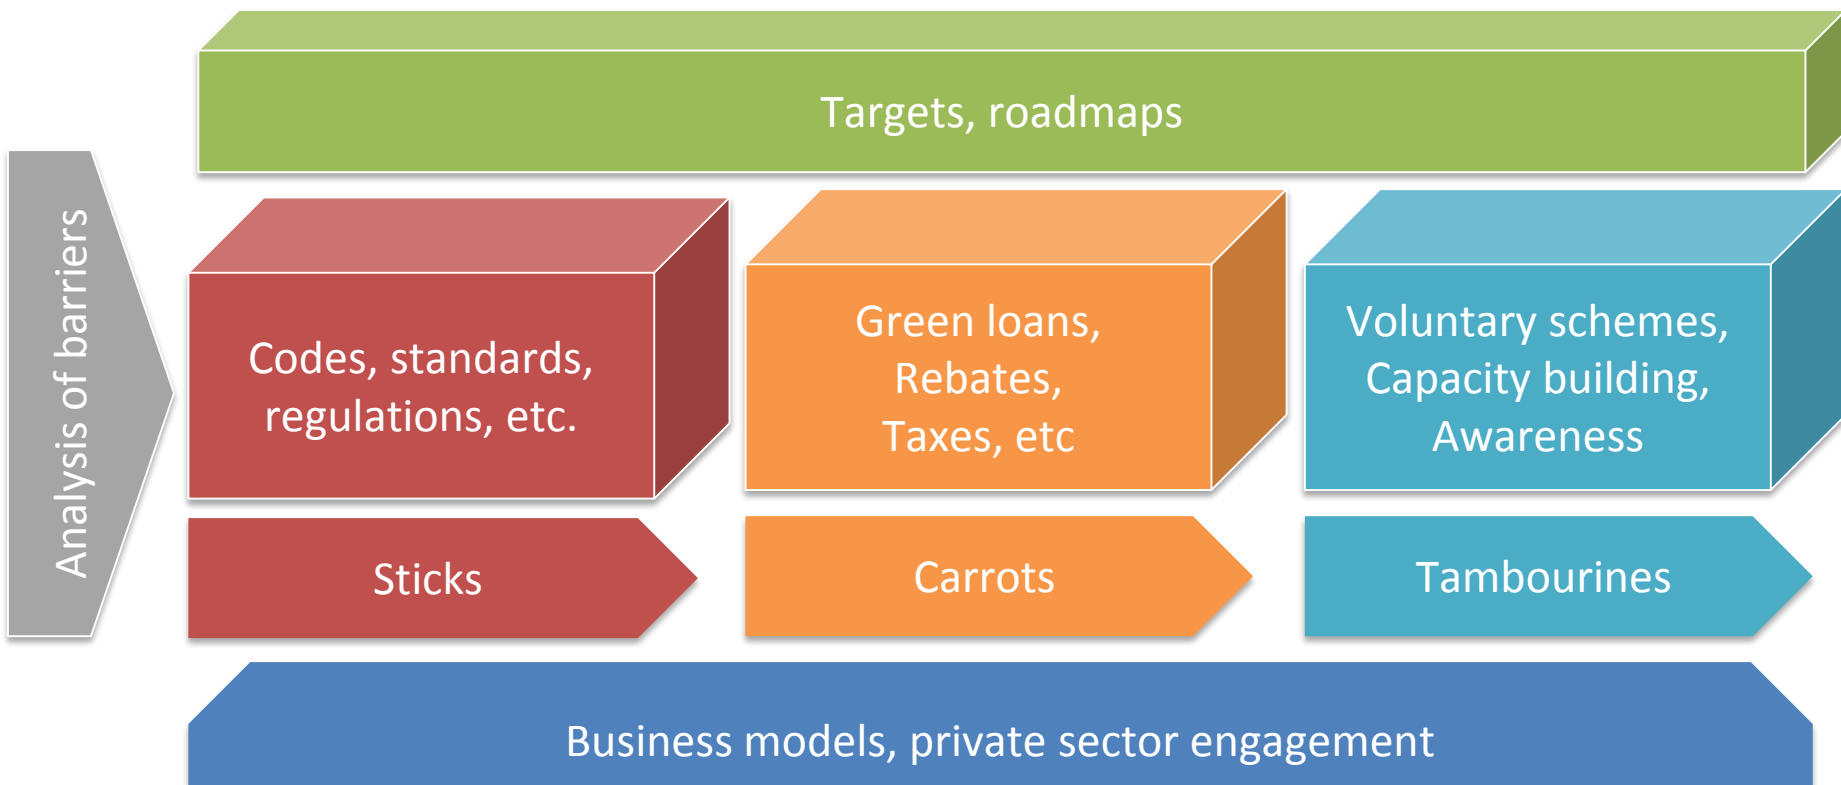 Targets, roadmaps
Analysis of barriers
Codes, standards,
regulations, etc.
Green loans,
Rebates,
Taxes, etc
Voluntary schemes,
Capacity building,
Awareness
Sticks
Carrots
Tambourines
Business models, private sector engagement